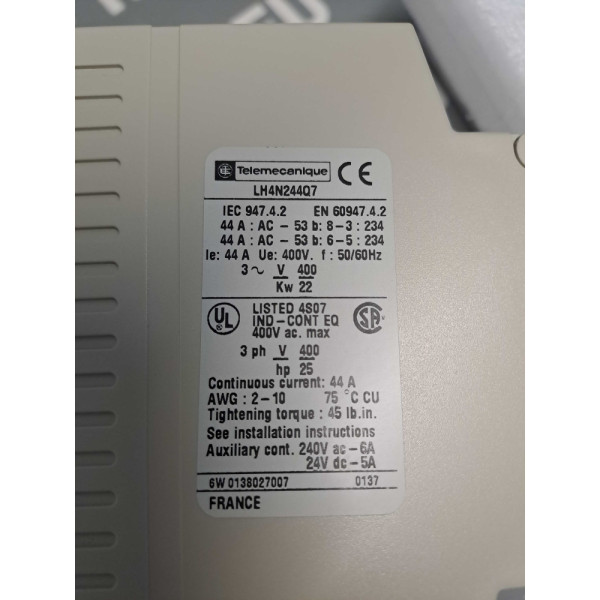 Telemecanique CE
LH4N244Q7
IEC 947.4.2 EN 60947.4.2
44 A : AC - 53 b: 8-3 : 234
44 A : AC - 53 b: 6-5 : 234
Ie: 44 A Ue: 400V. f : 50/60Hz
3~ V 400
Kw 22
UL LISTED 4S07 SA
IND-CONT EQ
400V ac. max
3 ph V 400
hp 25
Continuous current: 44 A
AWG : 2-10 75 °C CU
Tightening torque : 45 lb.in.
See installation instructions
Auxiliary cont. 240V ac -6A
24V dc -5A
6W 0138027007 0137
FRANCE